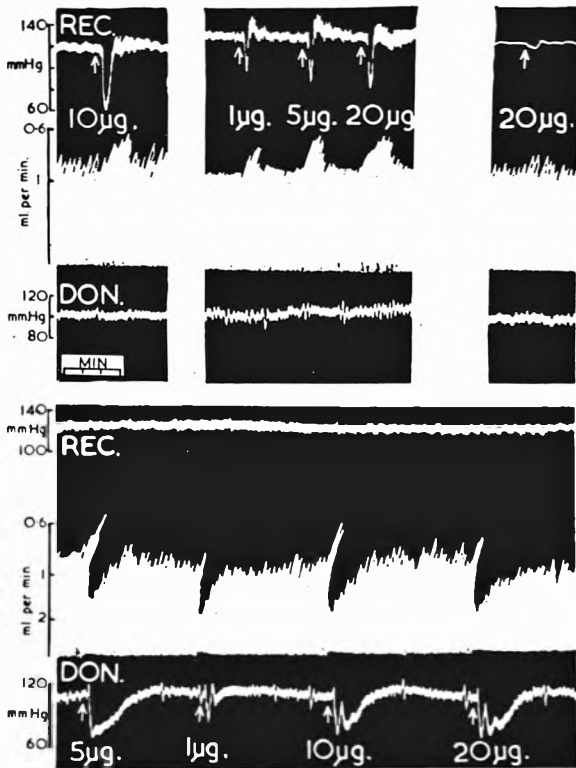 140
REC.
mmHg
60
10µg.
1µg. 5µg. 20µg
20µg.
0·6
1
ml. per min.
DON.
120
mmHg
80
MIN
140
mmHg
100
REC.
0·6
1
2
ml per min
DON.
120
mmHg
60
5µg.
1µg.
10µg.
20µg.